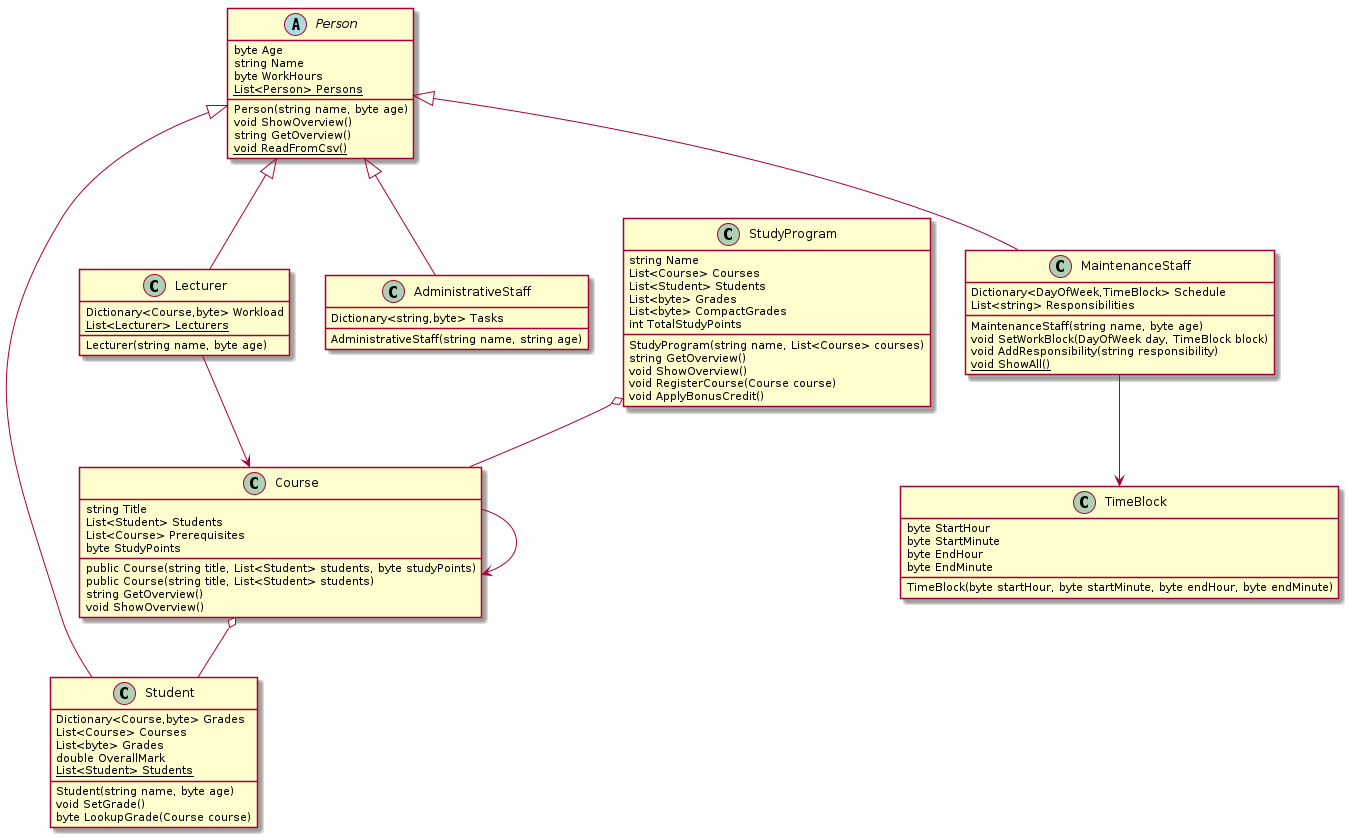 A Person
byte Age
string Name
byte WorkHours
List<Person> Persons
Person(string name, byte age)
void ShowOverview()
string GetOverview()
void ReadFromCsv()
C StudyProgram
string Name
List<Course> Courses
List<Student> Students
List<byte> Grades
List<byte> CompactGrades
int TotalStudyPoints
StudyProgram(string name, List<Course> courses)
string GetOverview()
void ShowOverview()
void RegisterCourse(Course course)
void ApplyBonusCredit()
C MaintenanceStaff
Dictionary<DayOfWeek,TimeBlock> Schedule
List<string> Responsibilities
MaintenanceStaff(string name, byte age)
void SetWorkBlock(DayOfWeek day, TimeBlock block)
void AddResponsibility(string responsibility)
void ShowAll()
C Lecturer
Dictionary<Course,byte> Workload
List<Lecturer> Lecturers
Lecturer(string name, byte age)
C AdministrativeStaff
Dictionary<string,byte> Tasks
AdministrativeStaff(string name, string age)
C Course
string Title
List<Student> Students
List<Course> Prerequisites
byte StudyPoints
public Course(string title, List<Student> students, byte studyPoints)
public Course(string title, List<Student> students)
string GetOverview()
void ShowOverview()
C TimeBlock
byte StartHour
byte StartMinute
byte EndHour
byte EndMinute
TimeBlock(byte startHour, byte startMinute, byte endHour, byte endMinute)
C Student
Dictionary<Course,byte> Grades
List<Course> Courses
List<byte> Grades
double OverallMark
List<Student> Students
Student(string name, byte age)
void SetGrade()
byte LookupGrade(Course course)